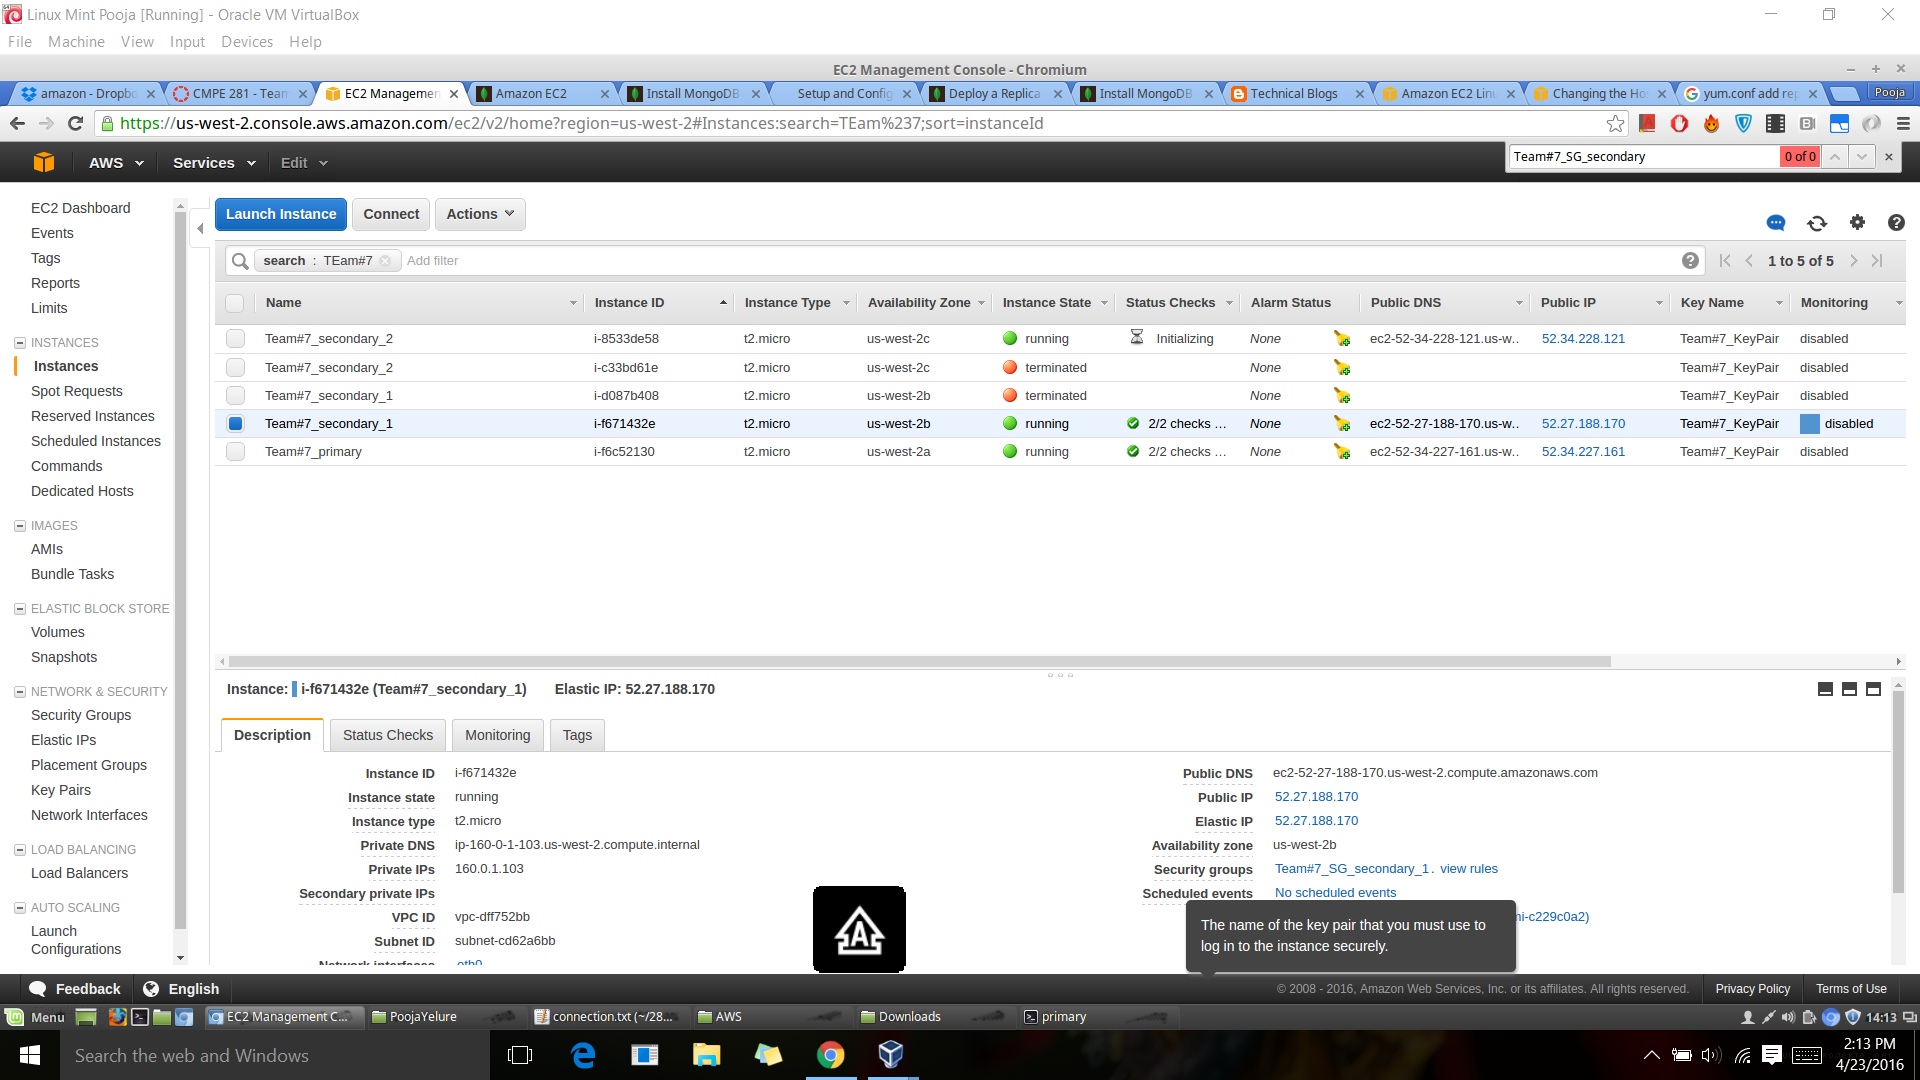 Linux Mint Pooja [Running] - Oracle VM VirtualBox
File Machine View Input Devices Help
EC2 Management Console - Chromium
amazon - Dropbo
CMPE 281 - Team
EC2 Managemen
Amazon EC2
Install MongoDB
Setup and Config
Deploy a Replica
Install MongoDB
Technical Blogs
Amazon EC2 Linu
Changing the Ho
yum.conf add rep
Pooja
https://us-west-2.console.aws.amazon.com/ec2/v2/home?region=us-west-2#Instances:search=TEam%237;sort=instanceId
AWS Services Edit
Team#7_SG_secondary 0 of 0
EC2 Dashboard
Events
Tags
Reports
Limits
INSTANCES
Instances
Spot Requests
Reserved Instances
Scheduled Instances
Commands
Dedicated Hosts
IMAGES
AMIs
Bundle Tasks
ELASTIC BLOCK STORE
Volumes
Snapshots
NETWORK & SECURITY
Security Groups
Elastic IPs
Placement Groups
Key Pairs
Network Interfaces
LOAD BALANCING
Load Balancers
AUTO SCALING
Launch
Configurations
Launch Instance Connect Actions
search : TEam#7 Add filter
1 to 5 of 5
Name Instance ID Instance Type Availability Zone Instance State Status Checks Alarm Status Public DNS Public IP Key Name Monitoring
Team#7_secondary_2 i-8533de58 t2.micro us-west-2c running Initializing None ec2-52-34-228-121.us-w.. 52.34.228.121 Team#7_KeyPair disabled
Team#7_secondary_2 i-c33bd61e t2.micro us-west-2c terminated None Team#7_KeyPair disabled
Team#7_secondary_1 i-d087b408 t2.micro us-west-2b terminated None Team#7_KeyPair disabled
Team#7_secondary_1 i-f671432e t2.micro us-west-2b running 2/2 checks ... None ec2-52-27-188-170.us-w.. 52.27.188.170 Team#7_KeyPair disabled
Team#7_primary i-f6c52130 t2.micro us-west-2a running 2/2 checks ... None ec2-52-34-227-161.us-w.. 52.34.227.161 Team#7_KeyPair disabled
Instance: i-f671432e (Team#7_secondary_1) Elastic IP: 52.27.188.170
Description Status Checks Monitoring Tags
Instance ID i-f671432e
Instance state running
Instance type t2.micro
Private DNS ip-160-0-1-103.us-west-2.compute.internal
Private IPs 160.0.1.103
Secondary private IPs
VPC ID vpc-dff752bb
Subnet ID subnet-cd62a6bb
Network interfaces eth0
Public DNS ec2-52-27-188-170.us-west-2.compute.amazonaws.com
Public IP 52.27.188.170
Elastic IP 52.27.188.170
Availability zone us-west-2b
Security groups Team#7_SG_secondary_1. view rules
Scheduled events No scheduled events
mi-c229c0a2)
The name of the key pair that you must use to
log in to the instance securely.
A
Feedback English
© 2008 - 2016, Amazon Web Services, Inc. or its affiliates. All rights reserved. Privacy Policy Terms of Use
Menu EC2 Management C... PoojaYelure connection.txt (~/28... AWS Downloads primary 14:13
Search the web and Windows
2:13 PM
4/23/2016